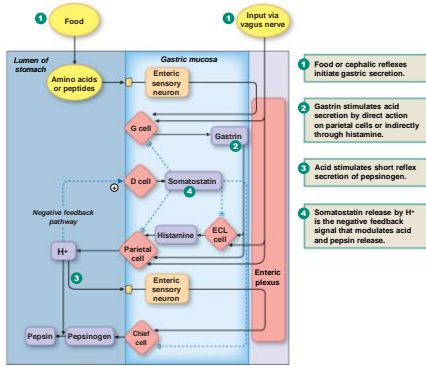 1
Food
1
Input via
vagus nerve
Lumen of
stomach
Gastric mucosa
Amino acids
or peptides
Enteric
sensory
neuron
G cell
Gastrin
2
D cell
Somatostatin
4
+
Negative feedback
pathway
H+
Parietal
cell
Histamine
ECL
cell
3
Enteric
sensory
neuron
Enteric
plexus
Pepsin
Pepsinogen
Chief
cell
1
Food or cephalic reflexes
initiate gastric secretion.
2
Gastrin stimulates acid
secretion by direct action
on parietal cells or indirectly
through histamine.
3
Acid stimulates short reflex
secretion of pepsinogen.
4
Somatostatin release by H+
is the negative feedback
signal that modulates acid
and pepsin release.